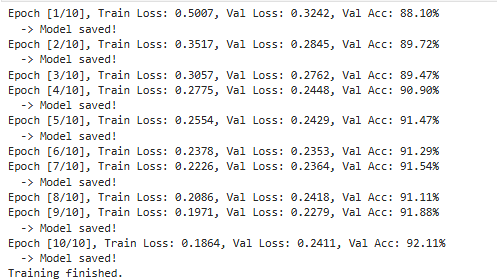 Epoch [1/10], Train Loss: 0.5007, Val Loss: 0.3242, Val Acc: 88.10%
-> Model saved!
Epoch [2/10], Train Loss: 0.3517, Val Loss: 0.2845, Val Acc: 89.72%
-> Model saved!
Epoch [3/10], Train Loss: 0.3057, Val Loss: 0.2762, Val Acc: 89.47%
Epoch [4/10], Train Loss: 0.2775, Val Loss: 0.2448, Val Acc: 90.90%
-> Model saved!
Epoch [5/10], Train Loss: 0.2554, Val Loss: 0.2429, Val Acc: 91.47%
-> Model saved!
Epoch [6/10], Train Loss: 0.2378, Val Loss: 0.2353, Val Acc: 91.29%
Epoch [7/10], Train Loss: 0.2226, Val Loss: 0.2364, Val Acc: 91.54%
-> Model saved!
Epoch [8/10], Train Loss: 0.2086, Val Loss: 0.2418, Val Acc: 91.11%
Epoch [9/10], Train Loss: 0.1971, Val Loss: 0.2279, Val Acc: 91.88%
-> Model saved!
Epoch [10/10], Train Loss: 0.1864, Val Loss: 0.2411, Val Acc: 92.11%
-> Model saved!
Training finished.